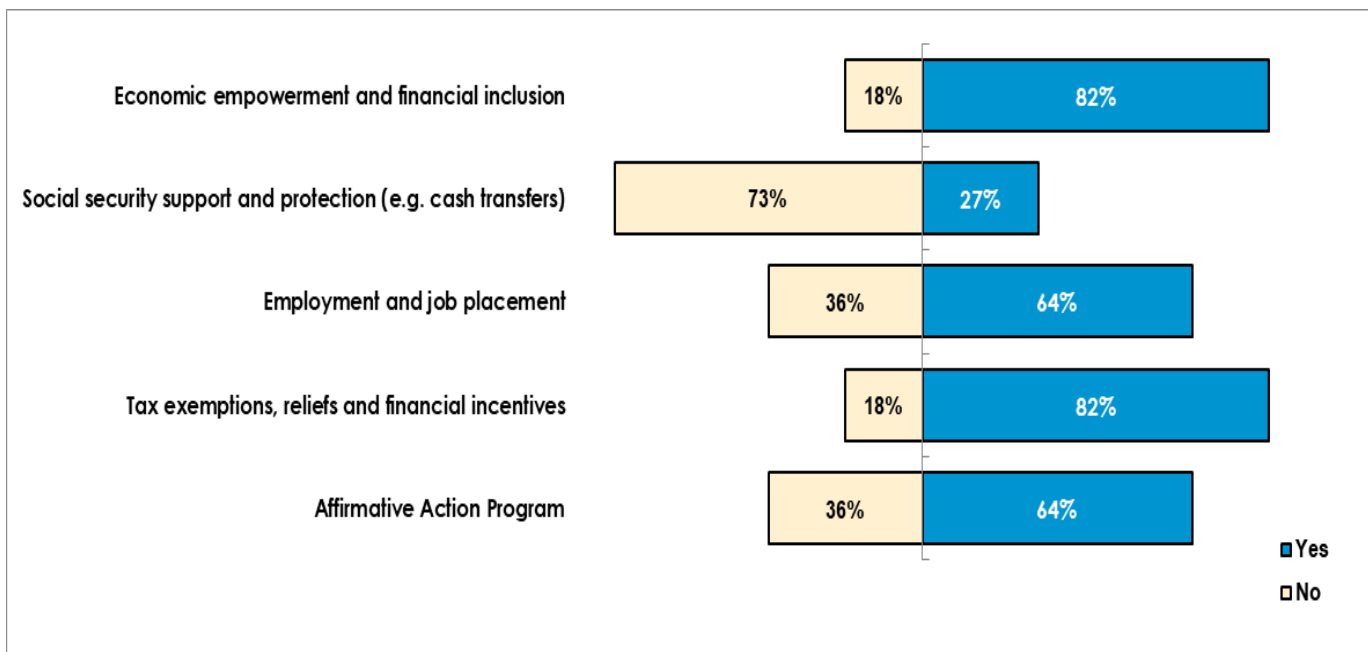 Economic empowerment and financial inclusion 18% 82%
Social security support and protection (e.g. cash transfers) 73% 27%
Employment and job placement 36% 64%
Tax exemptions, reliefs and financial incentives 18% 82%
Affirmative Action Program 36% 64%
Yes
No